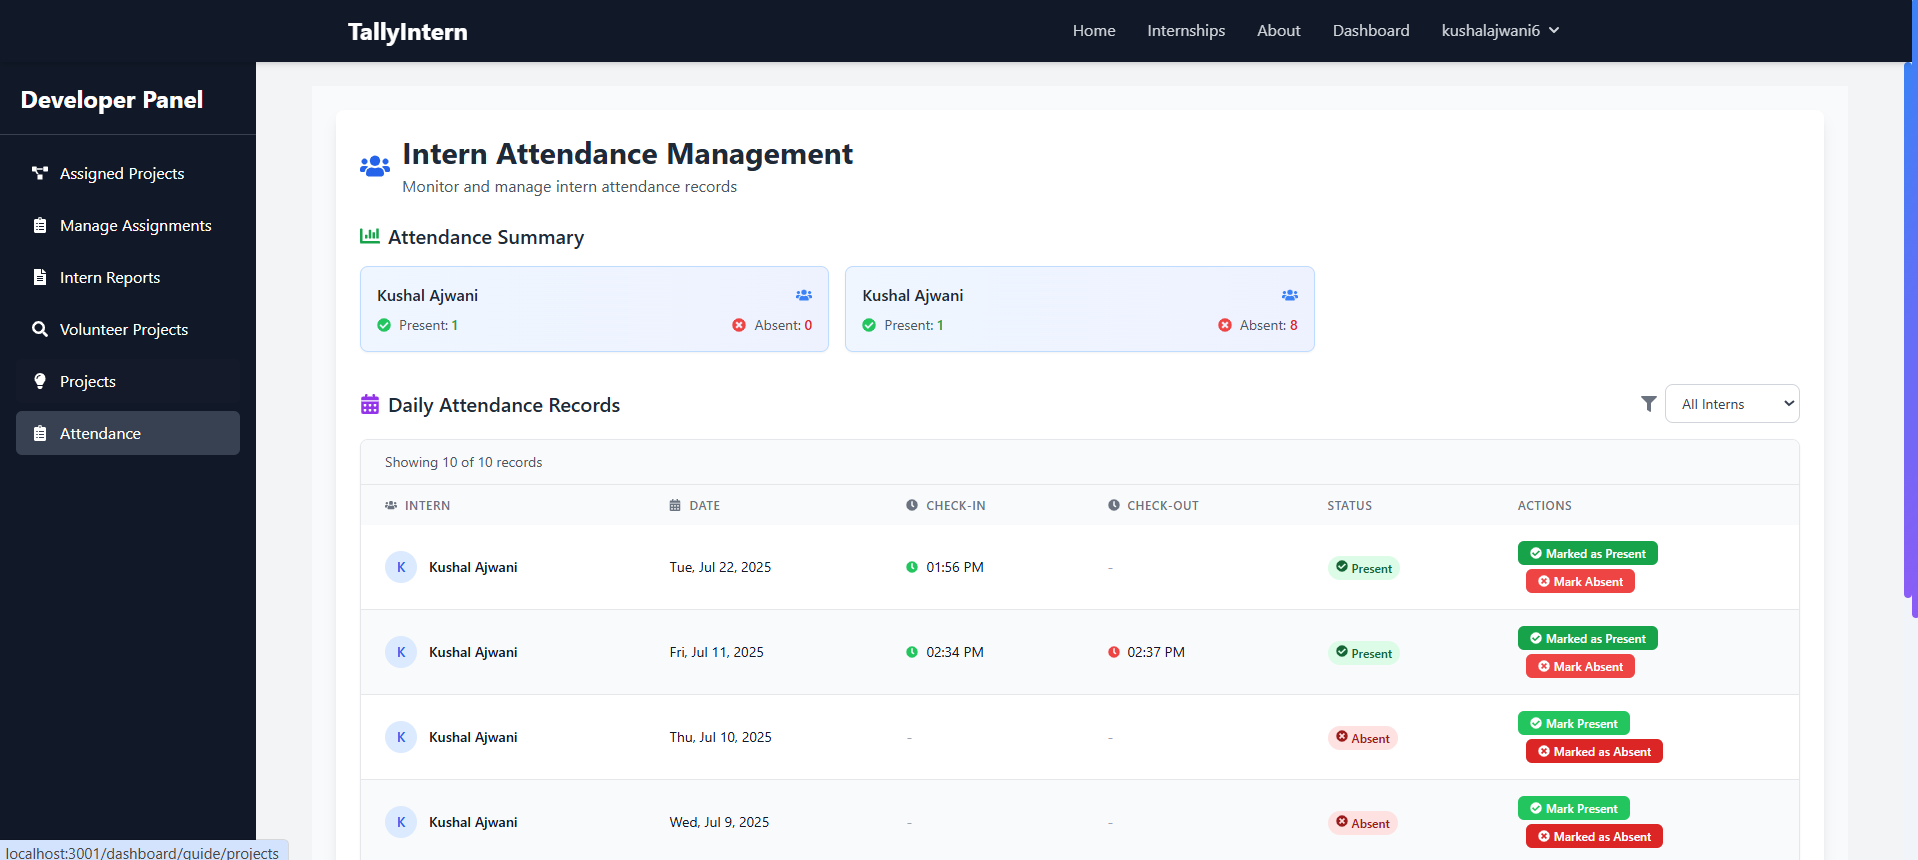 TallyIntern
Home Internships About Dashboard kushalajwani6
Developer Panel
Assigned Projects
Manage Assignments
Intern Reports
Volunteer Projects
Projects
Attendance
Intern Attendance Management
Monitor and manage intern attendance records
Attendance Summary
Kushal Ajwani
Present: 1 Absent: 0
Kushal Ajwani
Present: 1 Absent: 8
Daily Attendance Records
All Interns
Showing 10 of 10 records
INTERN DATE CHECK-IN CHECK-OUT STATUS ACTIONS
K Kushal Ajwani Tue, Jul 22, 2025 01:56 PM - Present Marked as Present
Mark Absent
K Kushal Ajwani Fri, Jul 11, 2025 02:34 PM 02:37 PM Present Marked as Present
Mark Absent
K Kushal Ajwani Thu, Jul 10, 2025 - - Absent Mark Present
Marked as Absent
K Kushal Ajwani Wed, Jul 9, 2025 - - Absent Mark Present
Marked as Absent
localhost:3001/dashboard/guide/projects